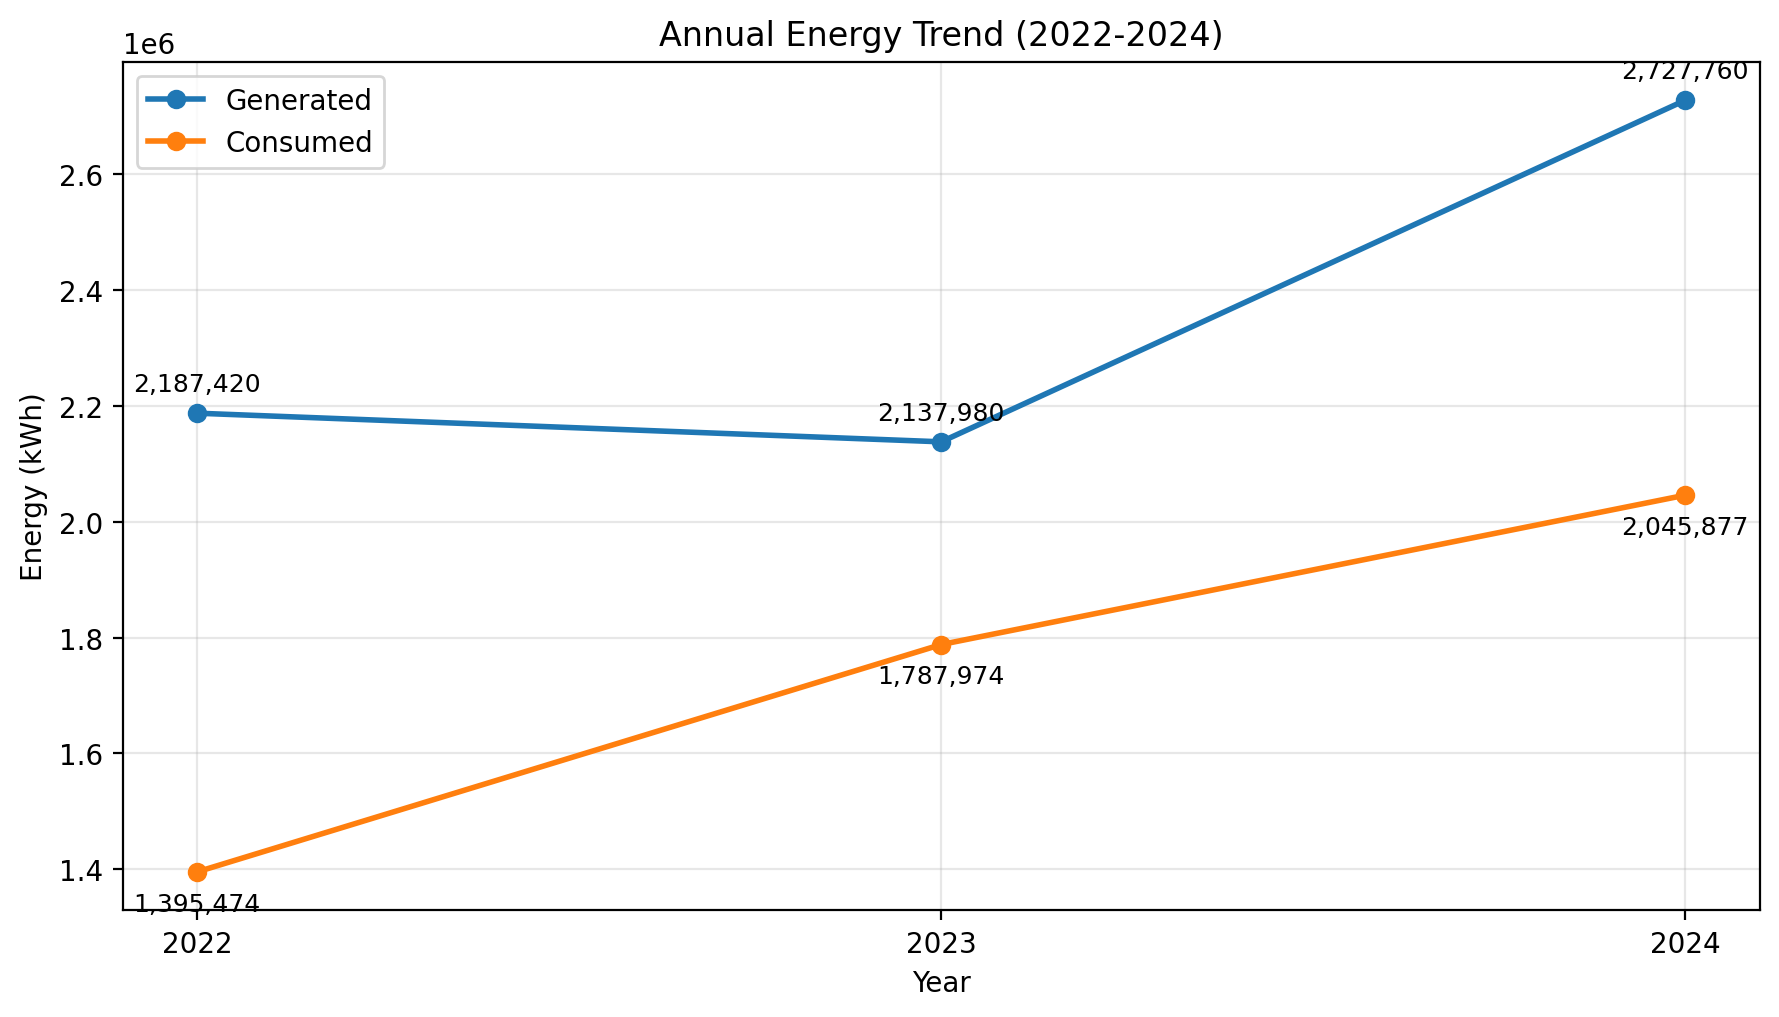 Annual Energy Trend (2022-2024)
1e6
Generated
Consumed
2,727,760
2,187,420
2,137,980
2,045,877
1,787,974
1,395,474
2.6
2.4
2.2
2.0
1.8
1.6
1.4
Energy (kWh)
2022 2023 2024
Year